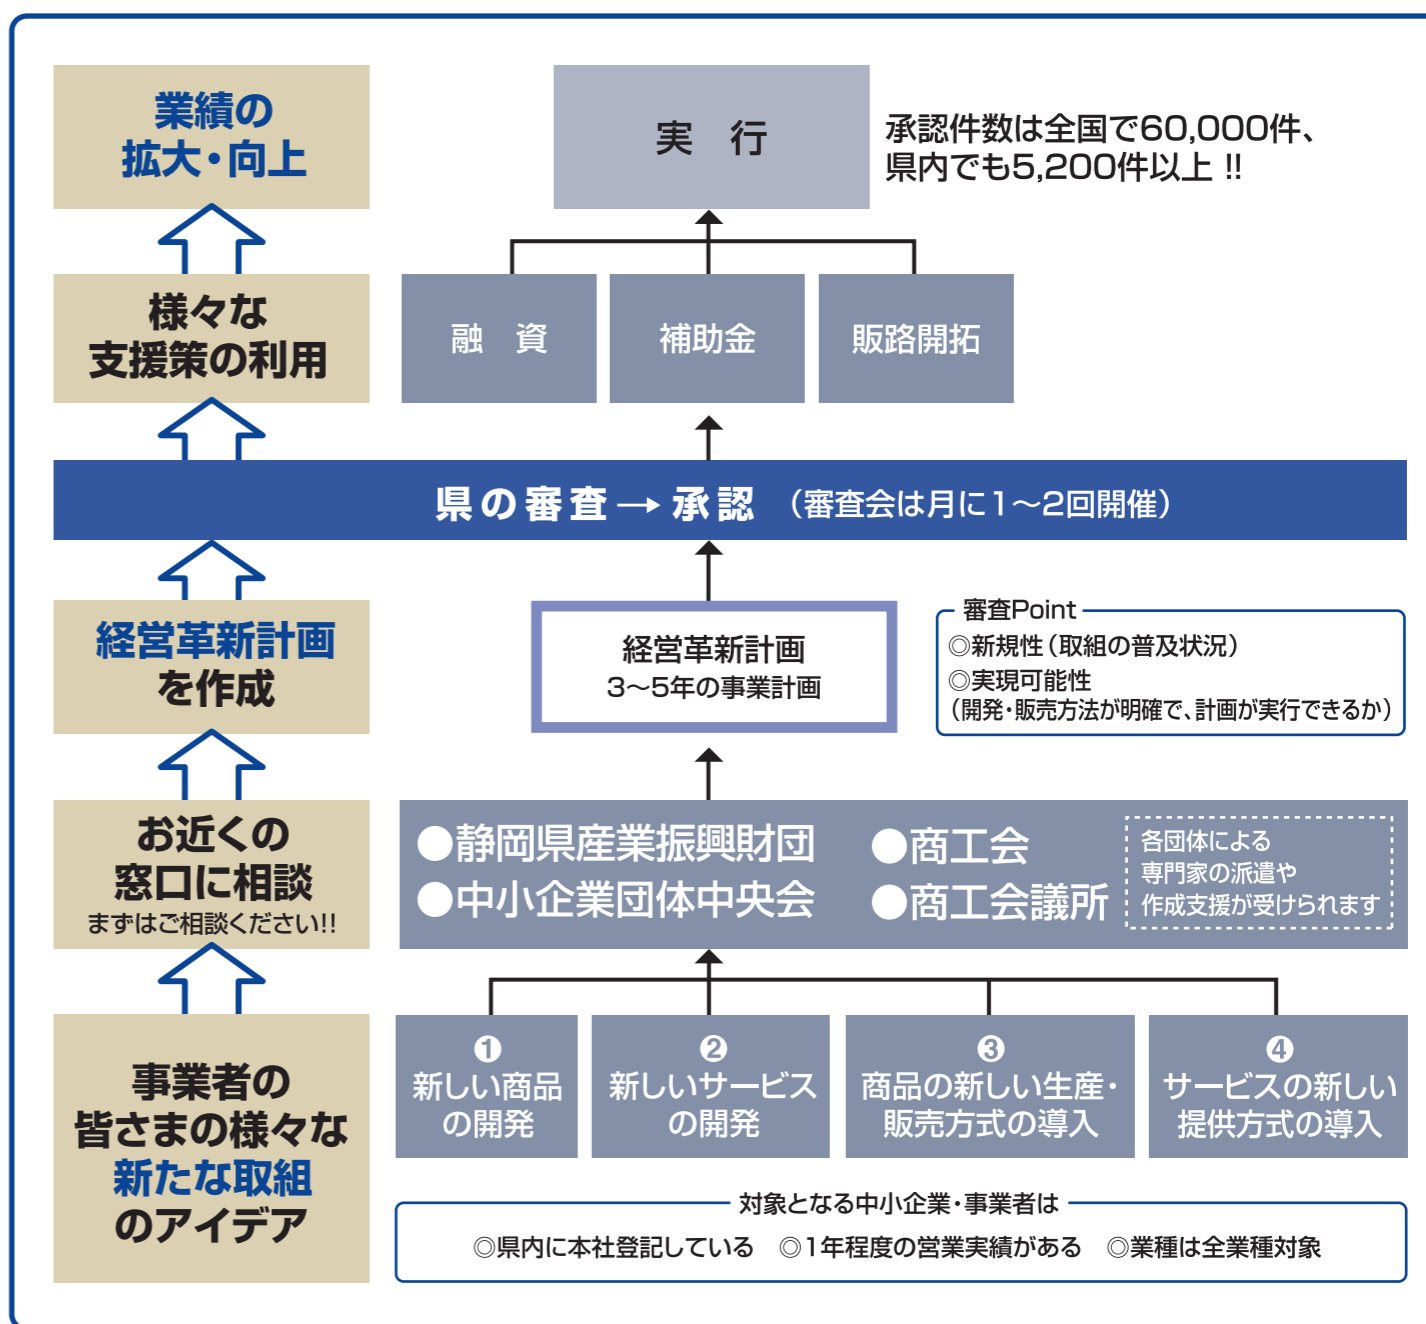 業績の
拡大・向上
実 行
承認件数は全国で60,000件、
県内でも5,200件以上 !!
様々な
支援策の利用
融 資
補助金
販路開拓
県の審査→承認 (審査会は月に1~2回開催)
経営革新計画
を作成
経営革新計画
3~5年の事業計画
審査Point
◎新規性(取組の普及状況)
◎実現可能性
(開発・販売方法が明確で、計画が実行できるか)
お近くの
窓口に相談
まずはご相談ください!!
●静岡県産業振興財団
●中小企業団体中央会
●商工会
●商工会議所
各団体による
専門家の派遣や
作成支援が受けられます
事業者の
皆さまの様々な
新たな取組
のアイデア
❶
新しい商品
の開発
❷
新しいサービス
の開発
❸
商品の新しい生産・
販売方式の導入
❹
サービスの新しい
提供方式の導入
対象となる中小企業・事業者は
◎県内に本社登記している ◎1年程度の営業実績がある ◎業種は全業種対象